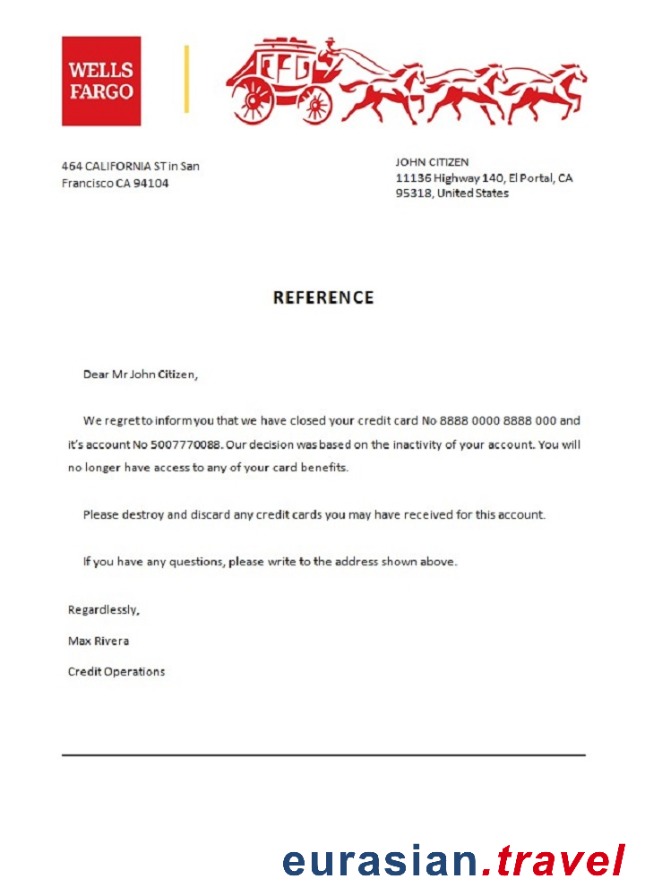 WELLS
FARGO
464 CALIFORNIA ST in San
Francisco CA 94104
JOHN CITIZEN
11136 Highway 140, El Portal, CA
95318, United States
REFERENCE
Dear Mr John Citizen,
We regret to inform you that we have closed your credit card No 8888 0000 8888 000 and
it's account No 5007770088. Our decision was based on the inactivity of your account. You will
no longer have access to any of your card benefits.
Please destroy and discard any credit cards you may have received for this account.
If you have any questions, please write to the address shown above.
Regardlessly,
Max Rivera
Credit Operations
eurasian.travel